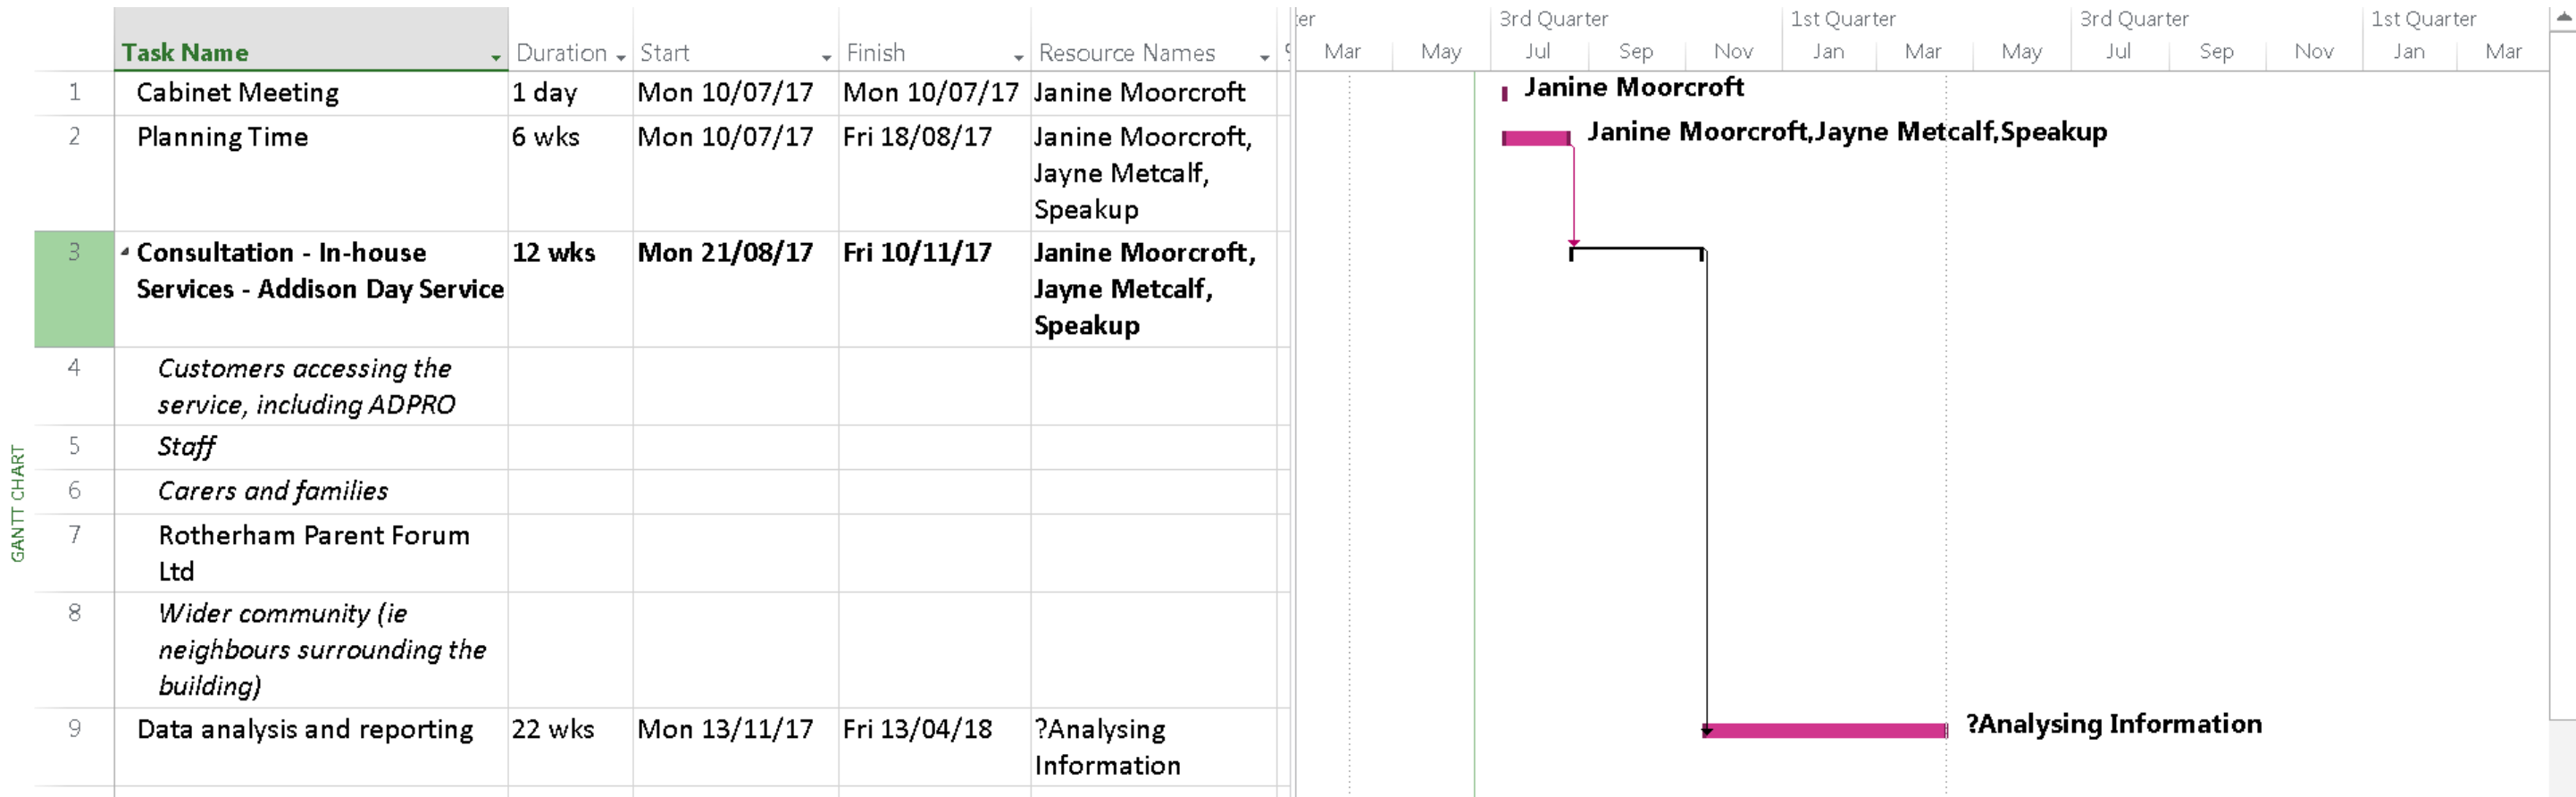 Task Name Duration Start Finish Resource Names
3rd Quarter 1st Quarter 3rd Quarter 1st Quarter
Mar May Jul Sep Nov Jan Mar May Jul Sep Nov Jan Mar
1 Cabinet Meeting 1 day Mon 10/07/17 Mon 10/07/17 Janine Moorcroft
Janine Moorcroft
2 Planning Time 6 wks Mon 10/07/17 Fri 18/08/17 Janine Moorcroft,
Jayne Metcalf,
Speakup
Janine Moorcroft,Jayne Metcalf,Speakup
3 Consultation - In-house 12 wks Mon 21/08/17 Fri 10/11/17 Janine Moorcroft,
Services - Addison Day Service Jayne Metcalf,
Speakup
4 Customers accessing the
service, including ADPRO
5 Staff
6 Carers and families
7 Rotherham Parent Forum
Ltd
8 Wider community (ie
neighbours surrounding the
building)
9 Data analysis and reporting 22 wks Mon 13/11/17 Fri 13/04/18 ?Analysing
Information
?Analysing Information
GANTT CHART